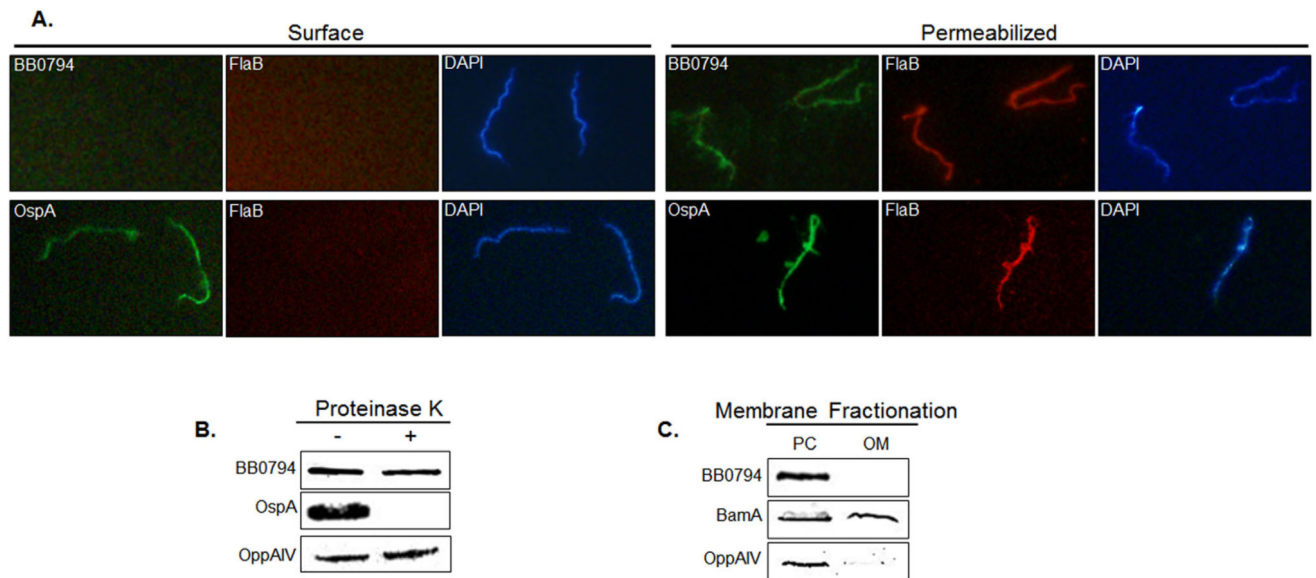 A.
Surface
Permeabilized
BB0794 FlaB DAPI BB0794 FlaB DAPI
OspA FlaB DAPI OspA FlaB DAPI
B.
Proteinase K
- +
BB0794
OspA
OppAIV
C.
Membrane Fractionation
PC OM
BB0794
BamA
OppAIV